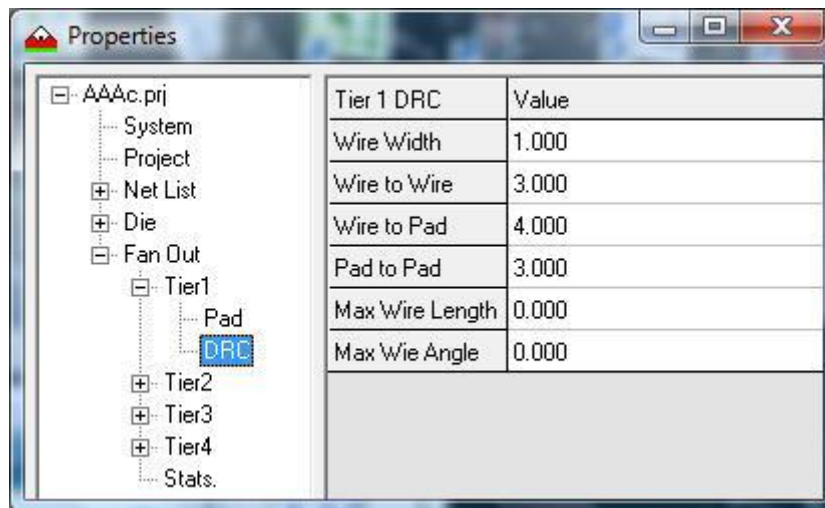 Properties
AAAc.prj
System
Project
Net List
Die
Fan Out
Tier1
Pad
DRC
Tier2
Tier3
Tier4
Stats.
Tier 1 DRC Value
Wire Width 1.000
Wire to Wire 3.000
Wire to Pad 4.000
Pad to Pad 3.000
Max Wire Length 0.000
Max Wie Angle 0.000